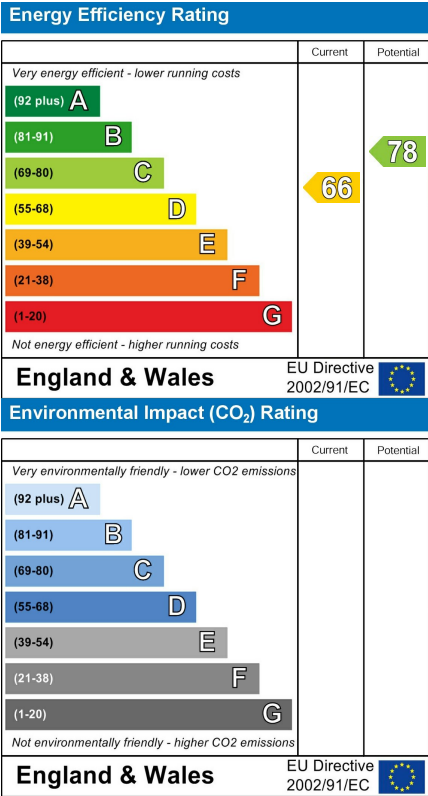 Energy Efficiency Rating
Current Potential
Very energy efficient - lower running costs
(92 plus) A
(81-91) B
(69-80) C
(55-68) D
(39-54) E
(21-38) F
(1-20) G
66
78
Not energy efficient - higher running costs
England & Wales
EU Directive
2002/91/EC
Environmental Impact (CO₂) Rating
Current Potential
Very environmentally friendly - lower CO2 emissions
(92 plus) A
(81-91) B
(69-80) C
(55-68) D
(39-54) E
(21-38) F
(1-20) G
Not environmentally friendly - higher CO2 emissions
England & Wales
EU Directive
2002/91/EC